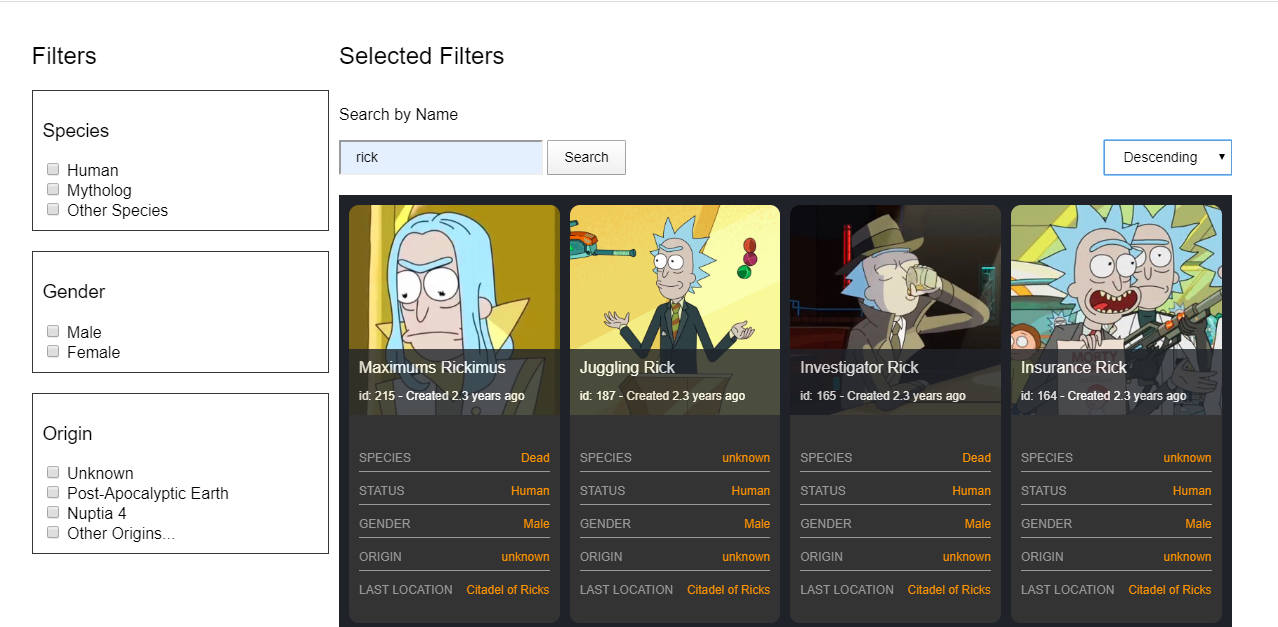 Filters
Species
Human
Mytholog
Other Species
Gender
Male
Female
Origin
Unknown
Post-Apocalyptic Earth
Nuptia 4
Other Origins...
Selected Filters
Search by Name
rick
Search
Descending
Maximums Rickimus
id: 215 - Created 2.3 years ago
SPECIES Dead
STATUS Human
GENDER Male
ORIGIN unknown
LAST LOCATION Citadel of Ricks
Juggling Rick
id: 187 - Created 2.3 years ago
SPECIES unknown
STATUS Human
GENDER Male
ORIGIN unknown
LAST LOCATION Citadel of Ricks
Investigator Rick
id: 165 - Created 2.3 years ago
SPECIES Dead
STATUS Human
GENDER Male
ORIGIN unknown
LAST LOCATION Citadel of Ricks
MORTY
Insurance Rick
id: 164 - Created 2.3 years ago
SPECIES unknown
STATUS Human
GENDER Male
ORIGIN unknown
LAST LOCATION Citadel of Ricks